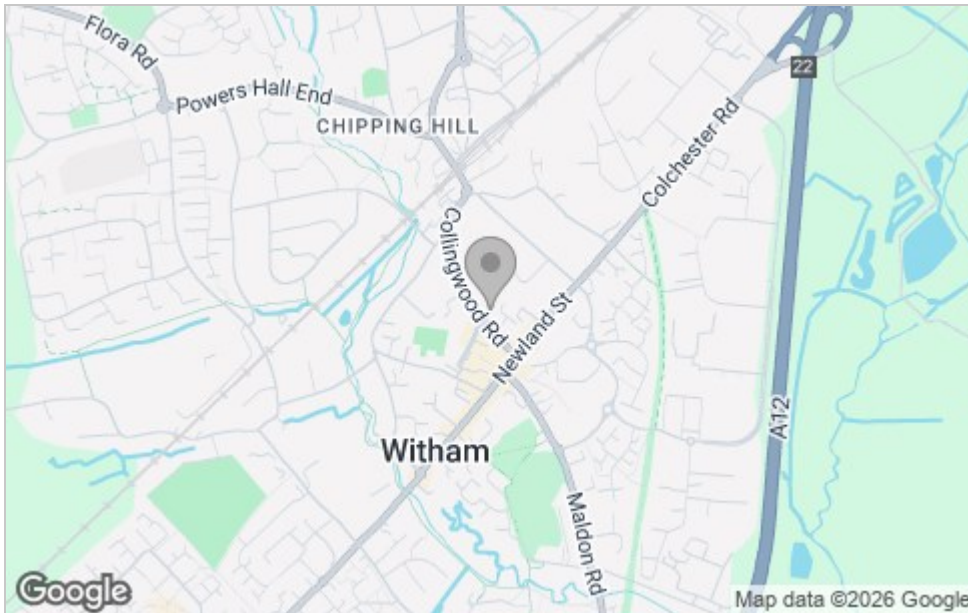 Flora Rd
Powers Hall End
CHIPPING HILL
22
Colchester Rd
Collingwood Rd
Newland St
A12
Witham
Maldon Rd
Google
Map data ©2026 Google